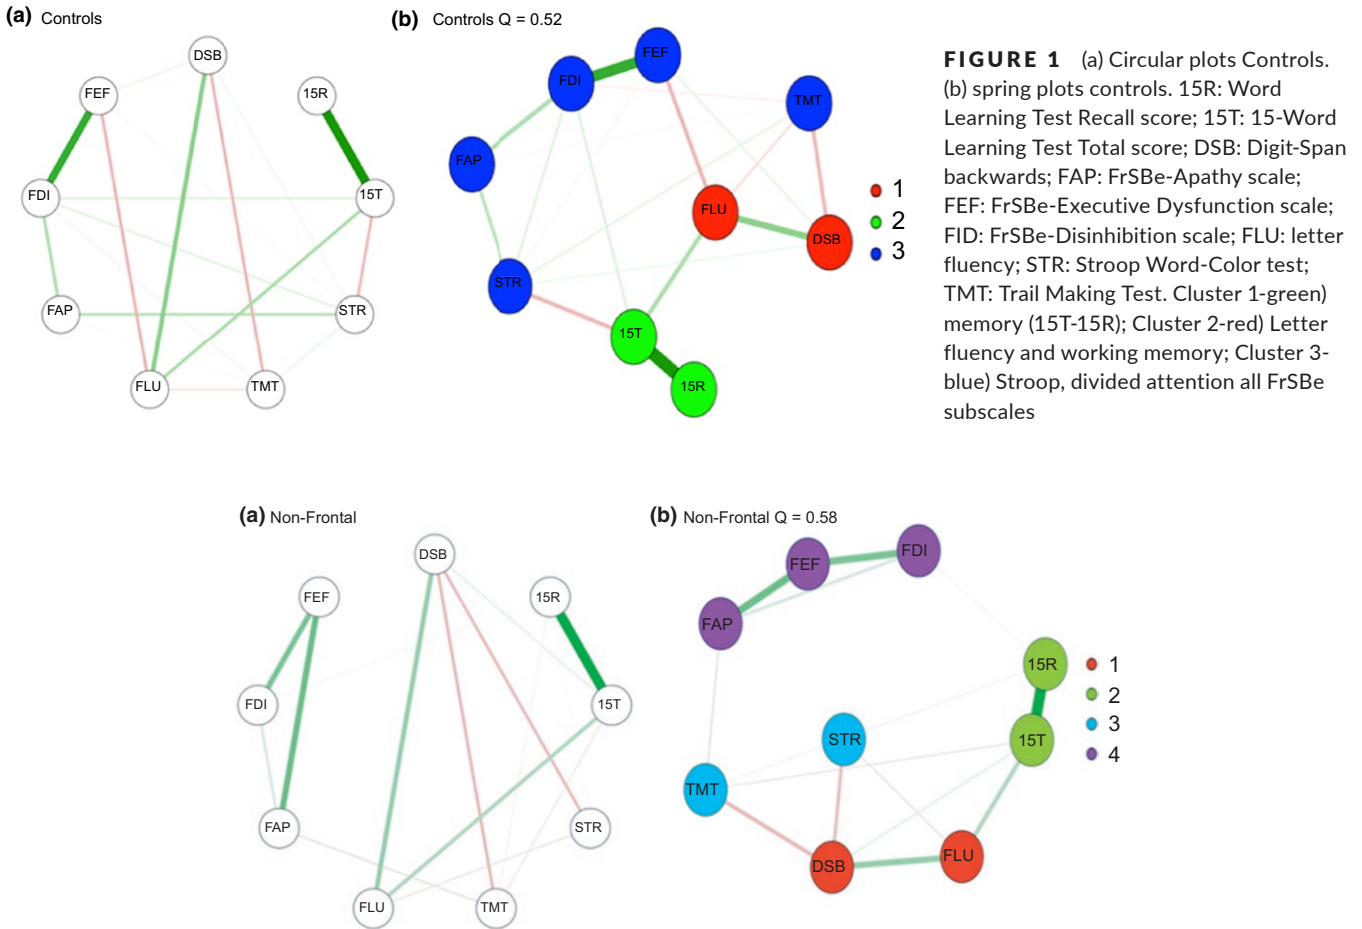 (a) Controls
DSB
FEF
15R
FDI
15T
FAP
STR
FLU
TMT
(b) Controls Q = 0.52
FEF
FDI
TMT
FAP
FLU
DSB
STR
15T
15R
1
2
3
FIGURE 1 (a) Circular plots Controls.
(b) spring plots controls. 15R: Word
Learning Test Recall score; 15T: 15-Word
Learning Test Total score; DSB: Digit-Span
backwards; FAP: FrSBe-Apathy scale;
FEF: FrSBe-Executive Dysfunction scale;
FID: FrSBe-Disinhibition scale; FLU: letter
fluency; STR: Stroop Word-Color test;
TMT: Trail Making Test. Cluster 1-green)
memory (15T-15R); Cluster 2-red) Letter
fluency and working memory; Cluster 3-
blue) Stroop, divided attention all FrSBe
subscales
(a) Non-Frontal
DSB
FEF
15R
FDI
15T
FAP
STR
FLU
TMT
(b) Non-Frontal Q = 0.58
FDI
FEF
FAP
15R
STR
15T
TMT
DSB
FLU
1
2
3
4